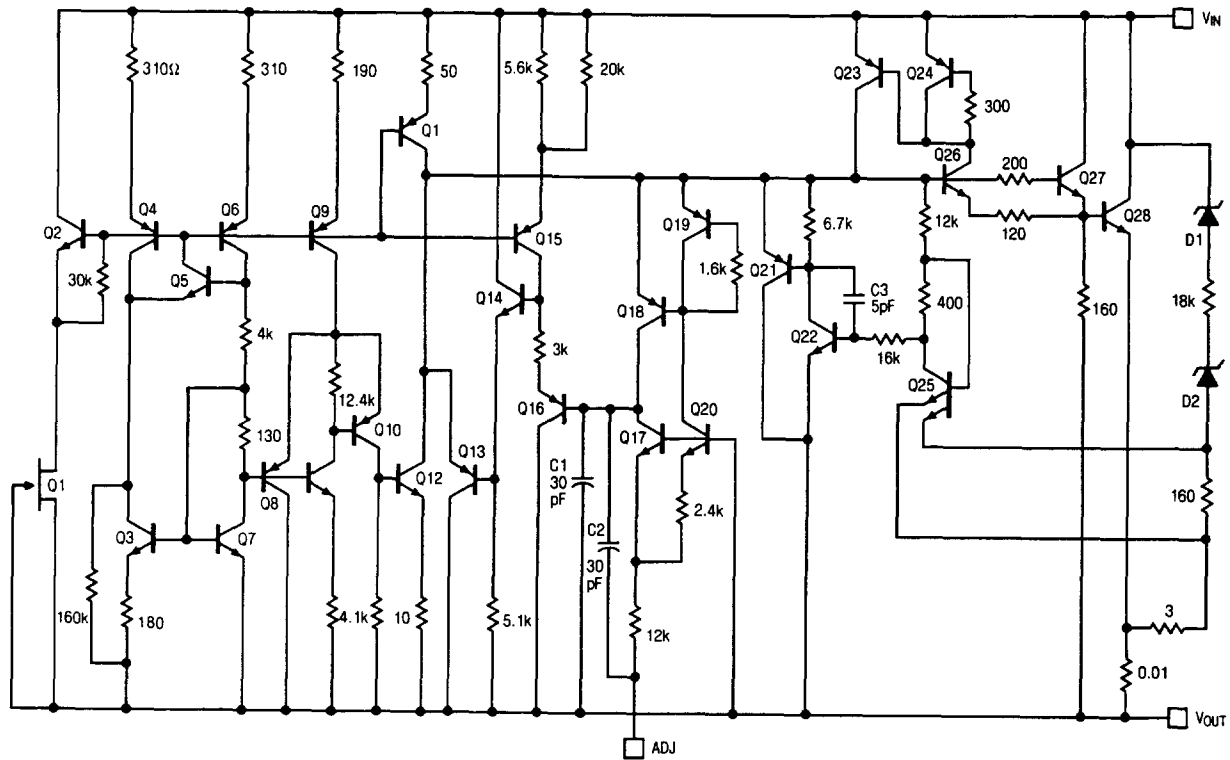 V_IN
310Ω
310
190
50
5.6k
20k
Q23
Q24
300
Q1
Q26
200
Q27
Q2
Q4
Q6
Q9
Q15
Q19
6.7k
12k
120
Q28
D1
30k
Q5
Q14
1.6k
Q21
C3
5pF
400
160
18k
4k
Q18
Q22
16k
3k
12.4k
Q25
D2
Q16
Q20
130
Q10
Q17
Q13
Q12
C1
30
pF
Q8
2.4k
160
Q1
C2
30
pF
Q3
Q7
160k
180
4.1k
10
5.1k
12k
3
0.01
V_OUT
ADJ